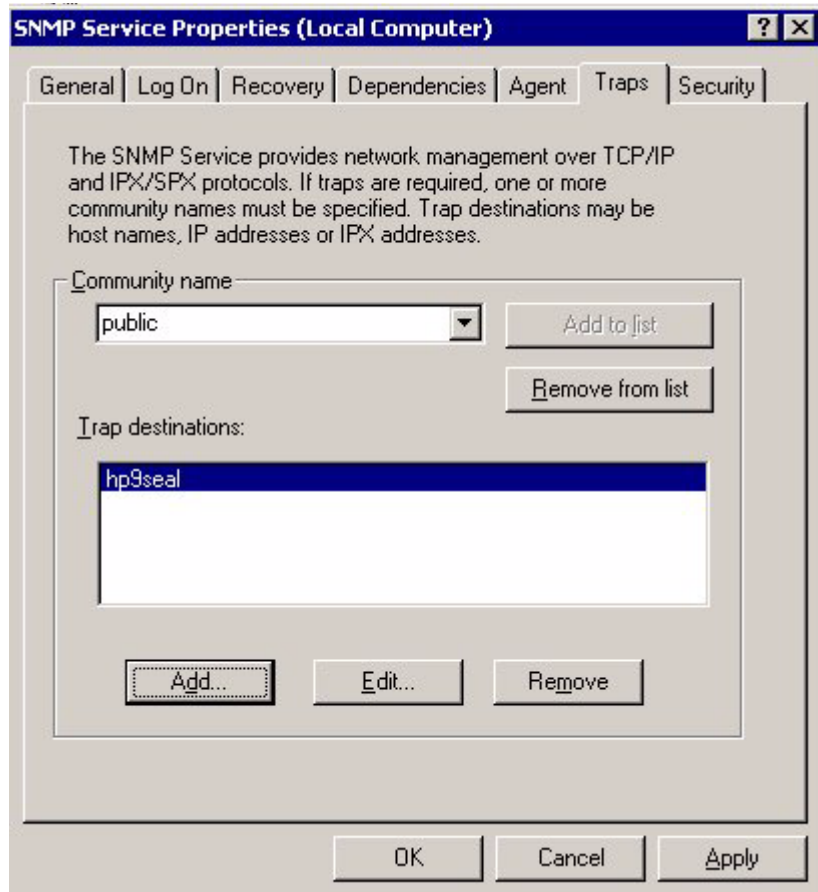 SNMP Service Properties (Local Computer)
General Log On Recovery Dependencies Agent Traps Security
The SNMP Service provides network management over TCP/IP
and IPX/SPX protocols. If traps are required, one or more
community names must be specified. Trap destinations may be
host names, IP addresses or IPX addresses.
Community name
public
Add to list
Remove from list
Trap destinations:
hp9seal
Add... Edit... Remove
OK Cancel Apply